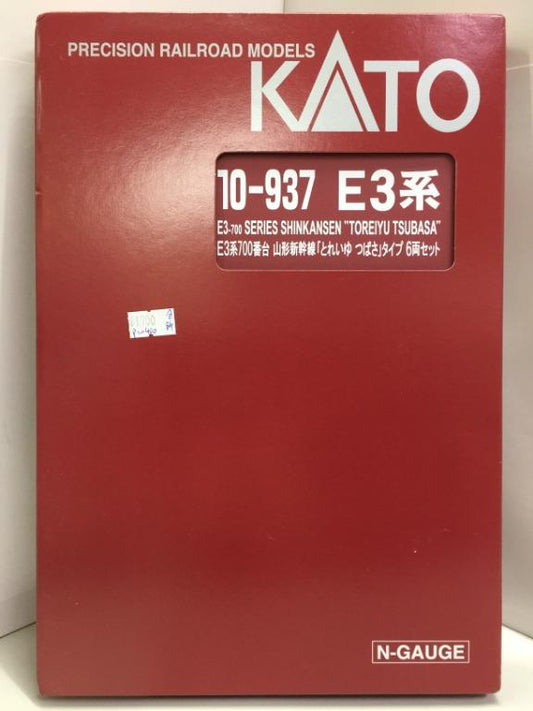 PRECISION RAILROAD MODELS
KATO
10-937 E3系
E3-700 SERIES SHINKANSEN "TOREIYU TSUBASA"
E3系700番台 山形新幹線「とれいゆ つばさ」タイプ 6両セット
N-GAUGE